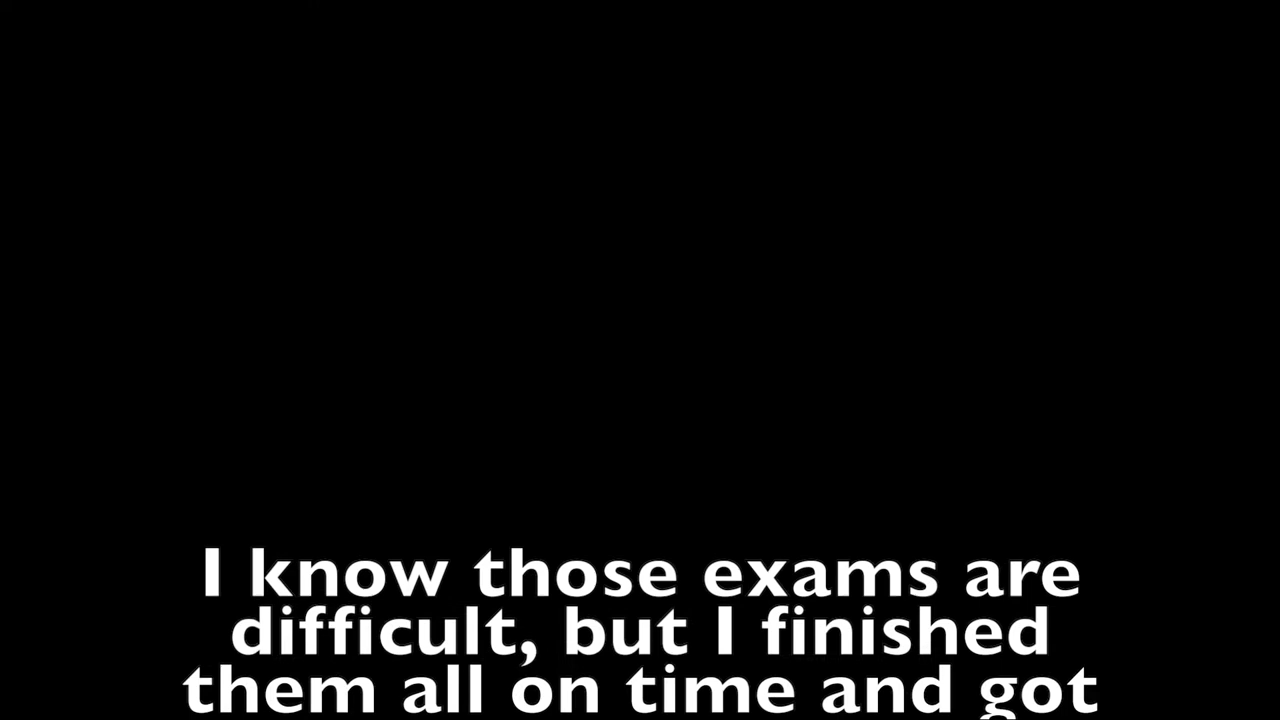 I know those exams are
difficult, but I finished
them all on time and got